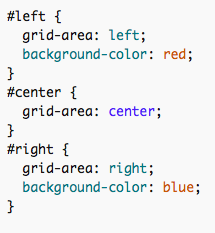 #left {
  grid-area: left;
  background-color: red;
}
#center {
  grid-area: center;
}
#right {
  grid-area: right;
  background-color: blue;
}